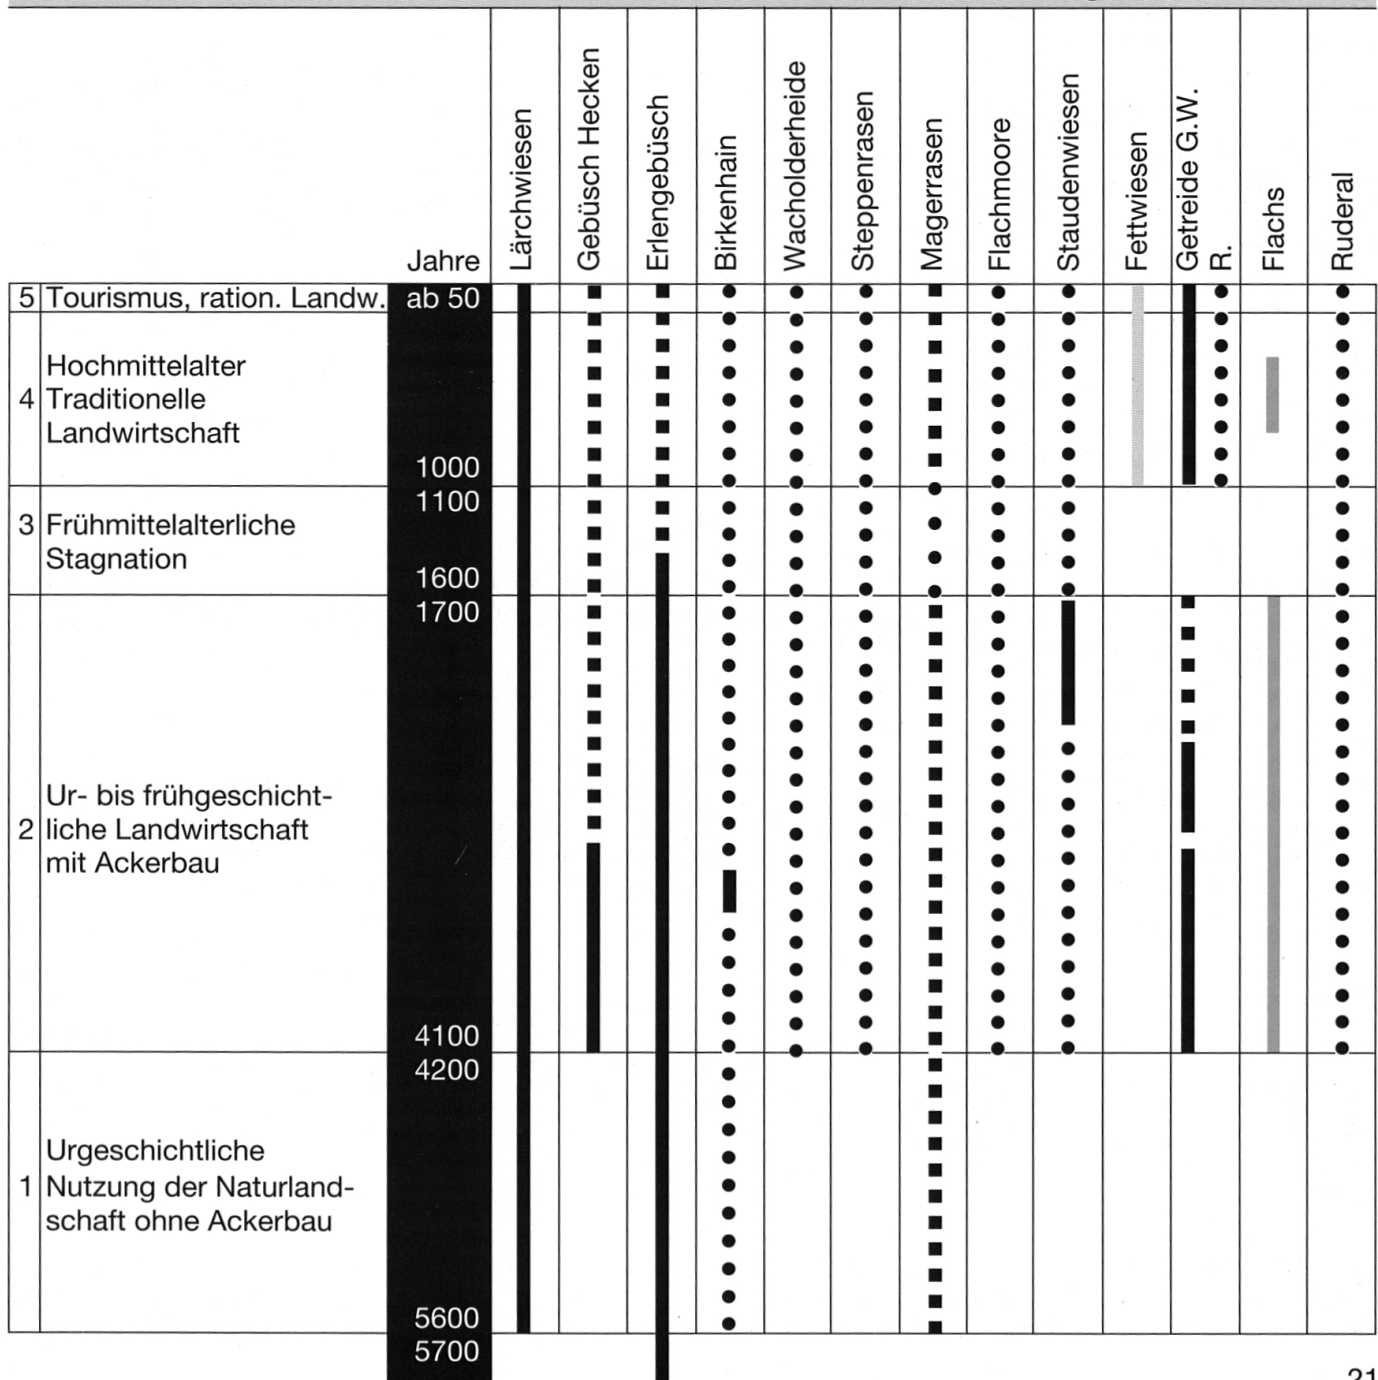 Lärchwiesen
Gebüsch Hecken
Erlengebüsch
Birkenhain
Wacholderheide
Steppenrasen
Magerrasen
Flachmoore
Staudenwiesen
Fettwiesen
Getreide G.W.
R.
Flachs
Ruderal
Jahre
5 Tourismus, ration. Landw. ab 50
Hochmittelalter
4 Traditionelle
Landwirtschaft
1000
1100
3 Frühmittelalterliche
Stagnation
1600
1700
Ur- bis frühgeschicht-
2 liche Landwirtschaft
mit Ackerbau
4100
4200
Urgeschichtliche
1 Nutzung der Naturland-
schaft ohne Ackerbau
5600
5700